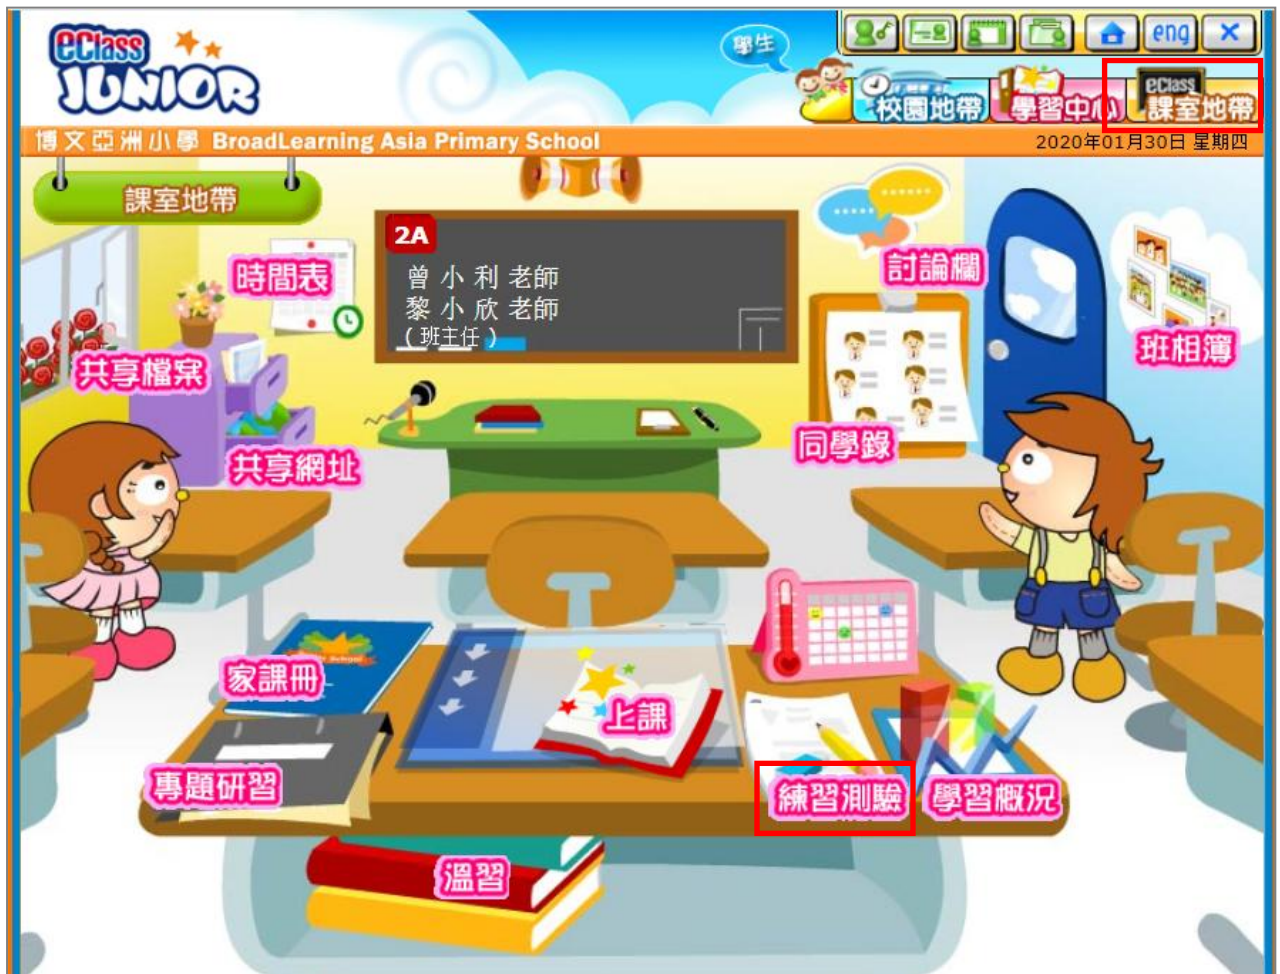 eClass
JUNIOR
學生
eng
校園地帶
學習中心
eClass
課室地帶
博文亞洲小學 BroadLearning Asia Primary School
2020年01月30日 星期四
課室地帶
2A
曾 小 利 老師
黎 小 欣 老師
( 班主任 )
時間表
討論欄
班相簿
共享檔案
共享網址
同學錄
家課冊
上課
專題研習
練習測驗
學習概況
溫習